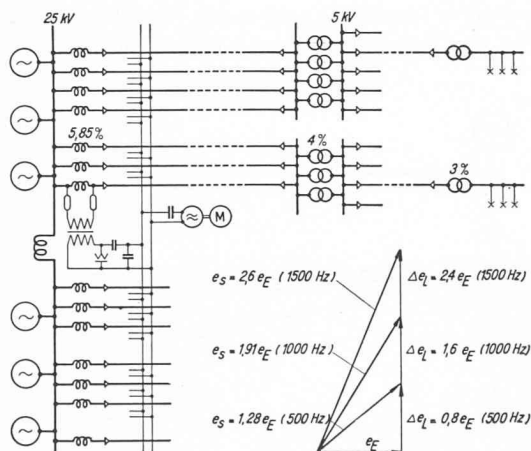 25 kV
5 kV
5,85%
4%
3%
M
e_s = 2,6 e_E (1500 Hz)
Δe_L = 2,4 e_E (1500 Hz)
e_s = 1,91 e_E (1000 Hz)
Δe_L = 1,6 e_E (1000 Hz)
e_s = 1,28 e_E (500 Hz)
Δe_L = 0,8 e_E (500 Hz)
e_E